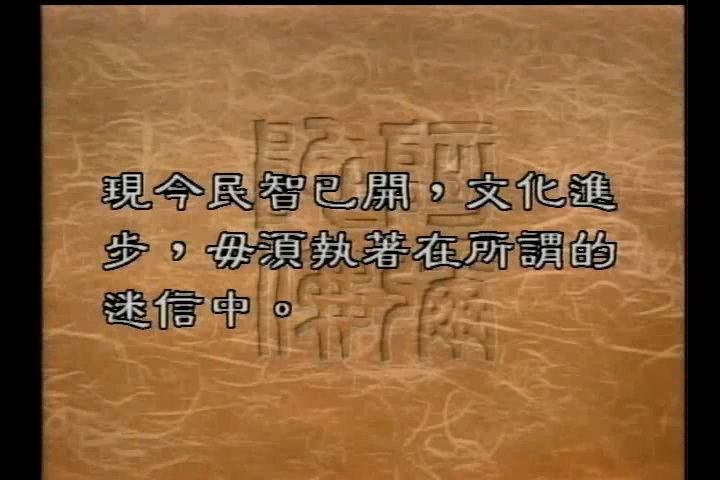 現今民智已開，文化進
步，毋須執著在所謂的
迷信中。